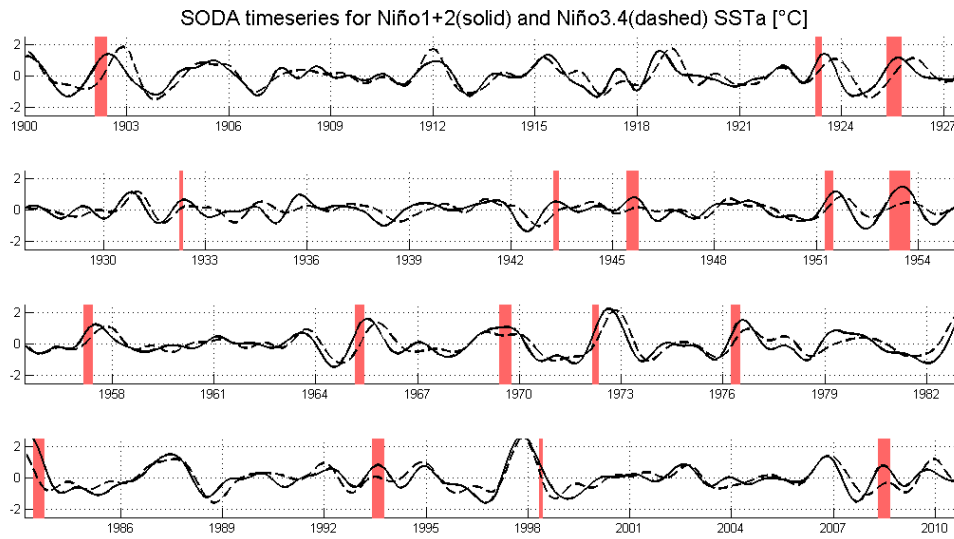 SODA timeseries for Niño1+2(solid) and Niño3.4(dashed) SSTa [°C]
2
0
-2
1900 1903 1906 1909 1912 1915 1918 1921 1924 1927
2
0
-2
1930 1933 1936 1939 1942 1945 1948 1951 1954
2
0
-2
1958 1961 1964 1967 1970 1973 1976 1979 1982
2
0
-2
1986 1989 1992 1995 1998 2001 2004 2007 2010